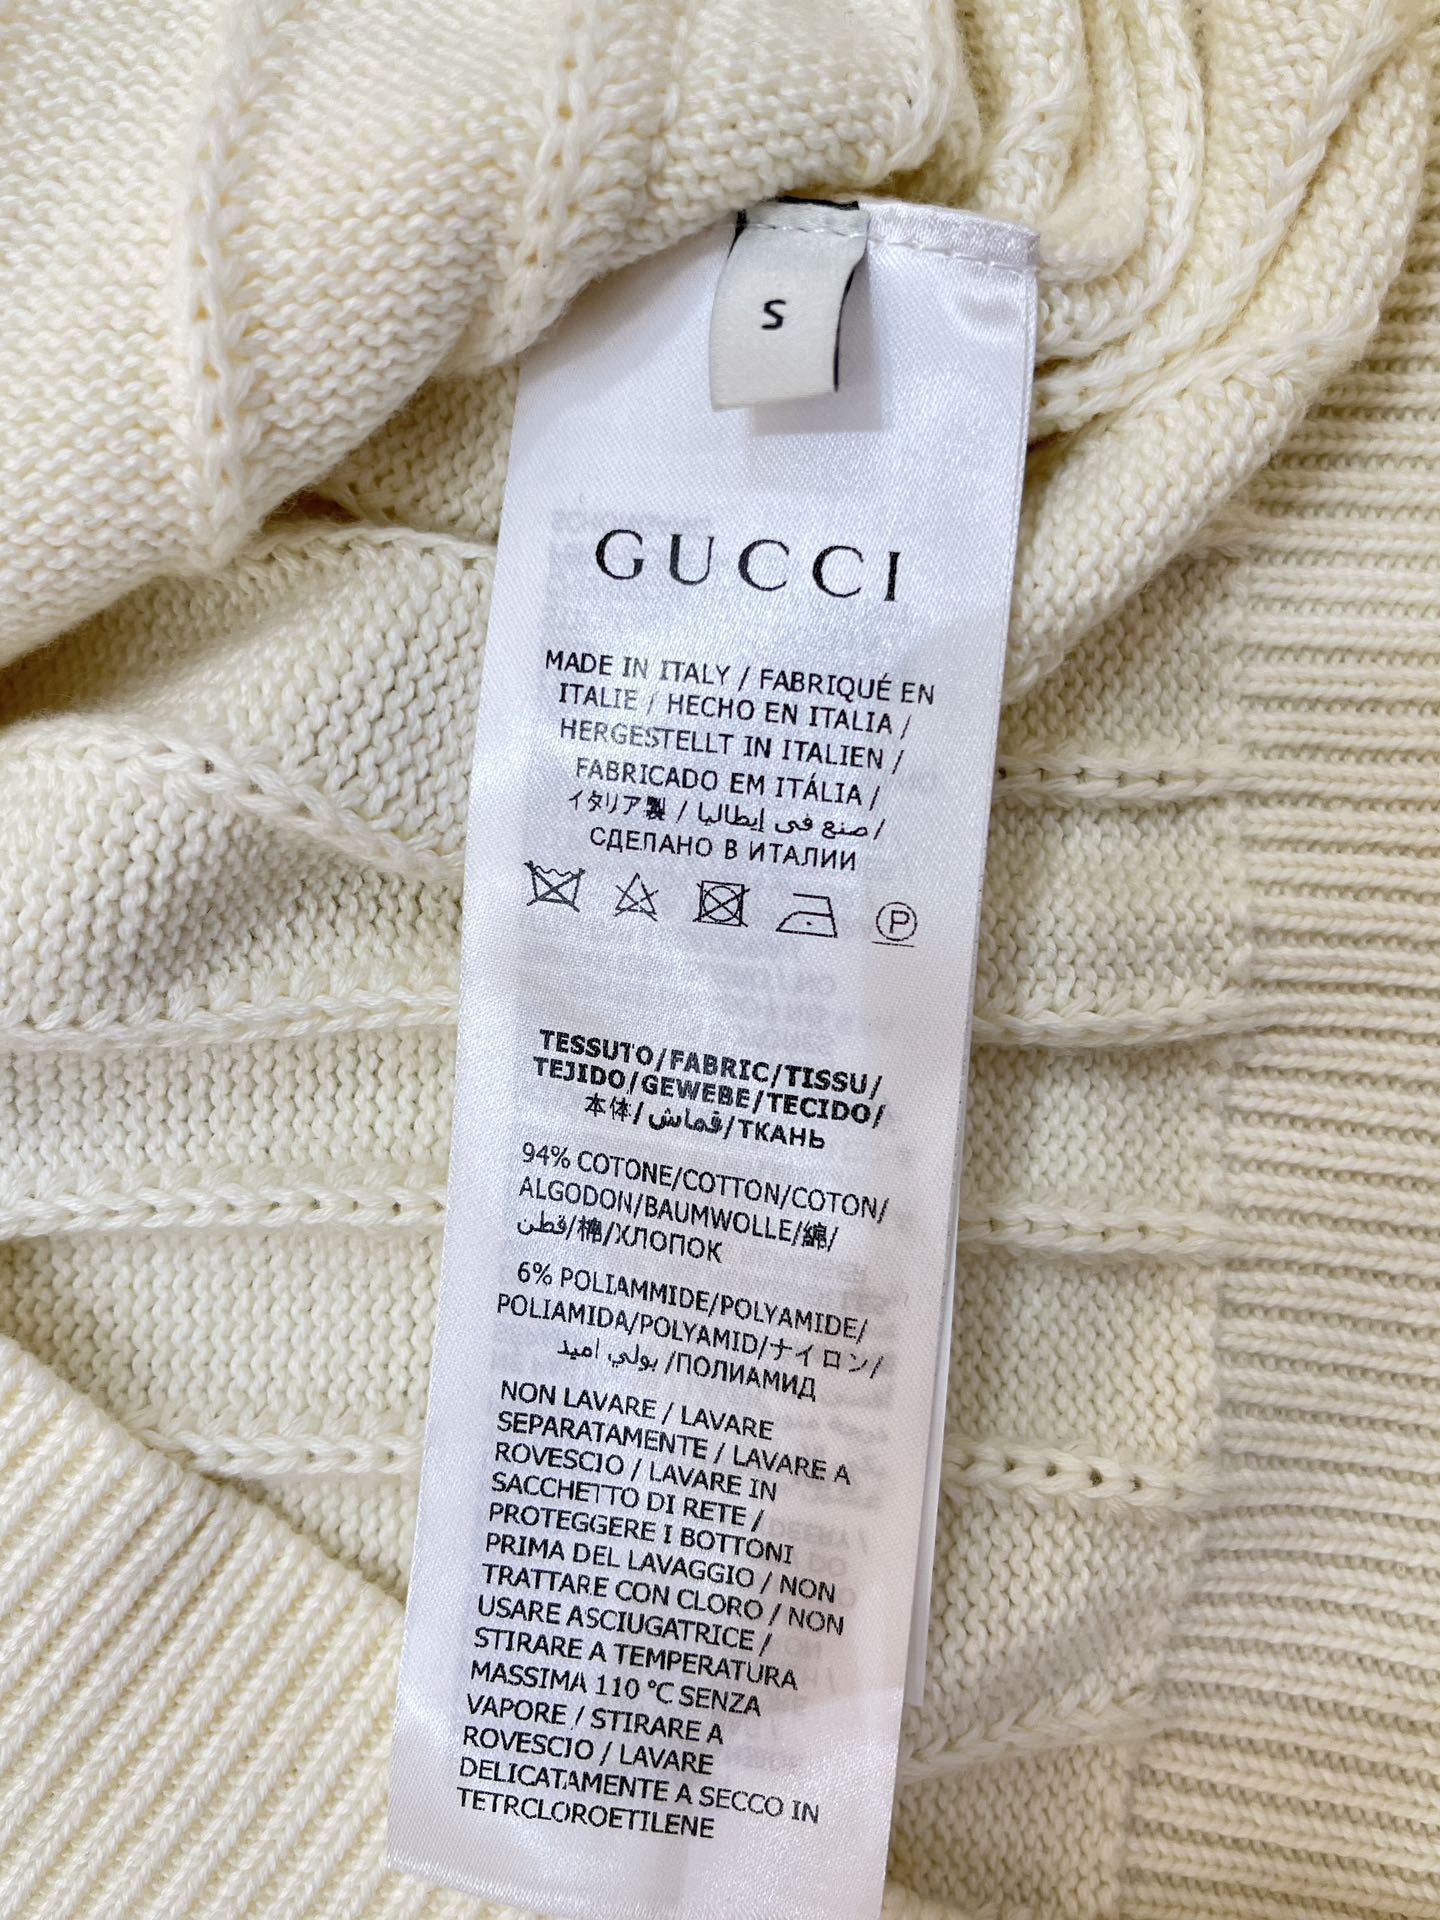 S
GUCCI
MADE IN ITALY / FABRIQUÉ EN
ITALIE / HECHO EN ITALIA /
HERGESTELLT IN ITALIEN /
FABRICADO EM ITÁLIA /
イタリア製 / صنع في إيطاليا /
СДЕЛАНО В ИТАЛИИ
P
TESSUTO/FABRIC/TISSU/
TEJIDO/GEWEBE/TECIDO/
本体/قماش/ТКАНЬ
94% COTONE/COTTON/COTON/
ALGODON/BAUMWOLLE/綿/
قطن/棉/ХЛОПОК
6% POLIAMMIDE/POLYAMIDE/
POLIAMIDA/POLYAMID/ナイロン/
بولي اميد /ПОЛИАМИД
NON LAVARE / LAVARE
SEPARATAMENTE / LAVARE A
ROVESCIO / LAVARE IN
SACCHETTO DI RETE /
PROTEGGERE I BOTTONI
PRIMA DEL LAVAGGIO / NON
TRATTARE CON CLORO / NON
USARE ASCIUGATRICE /
STIRARE A TEMPERATURA
MASSIMA 110 °C SENZA
VAPORE / STIRARE A
ROVESCIO / LAVARE
DELICATAMENTE A SECCO IN
TETRCLOROETILENE